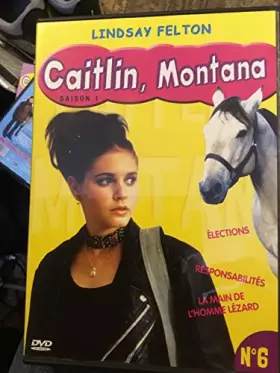 LINDSAY FELTON
Caitlin, Montana
SAISON 1
ÉLECTIONS
RESPONSABILITÉS
LA MAIN DE
L'HOMME LÉZARD
DVD
N°6